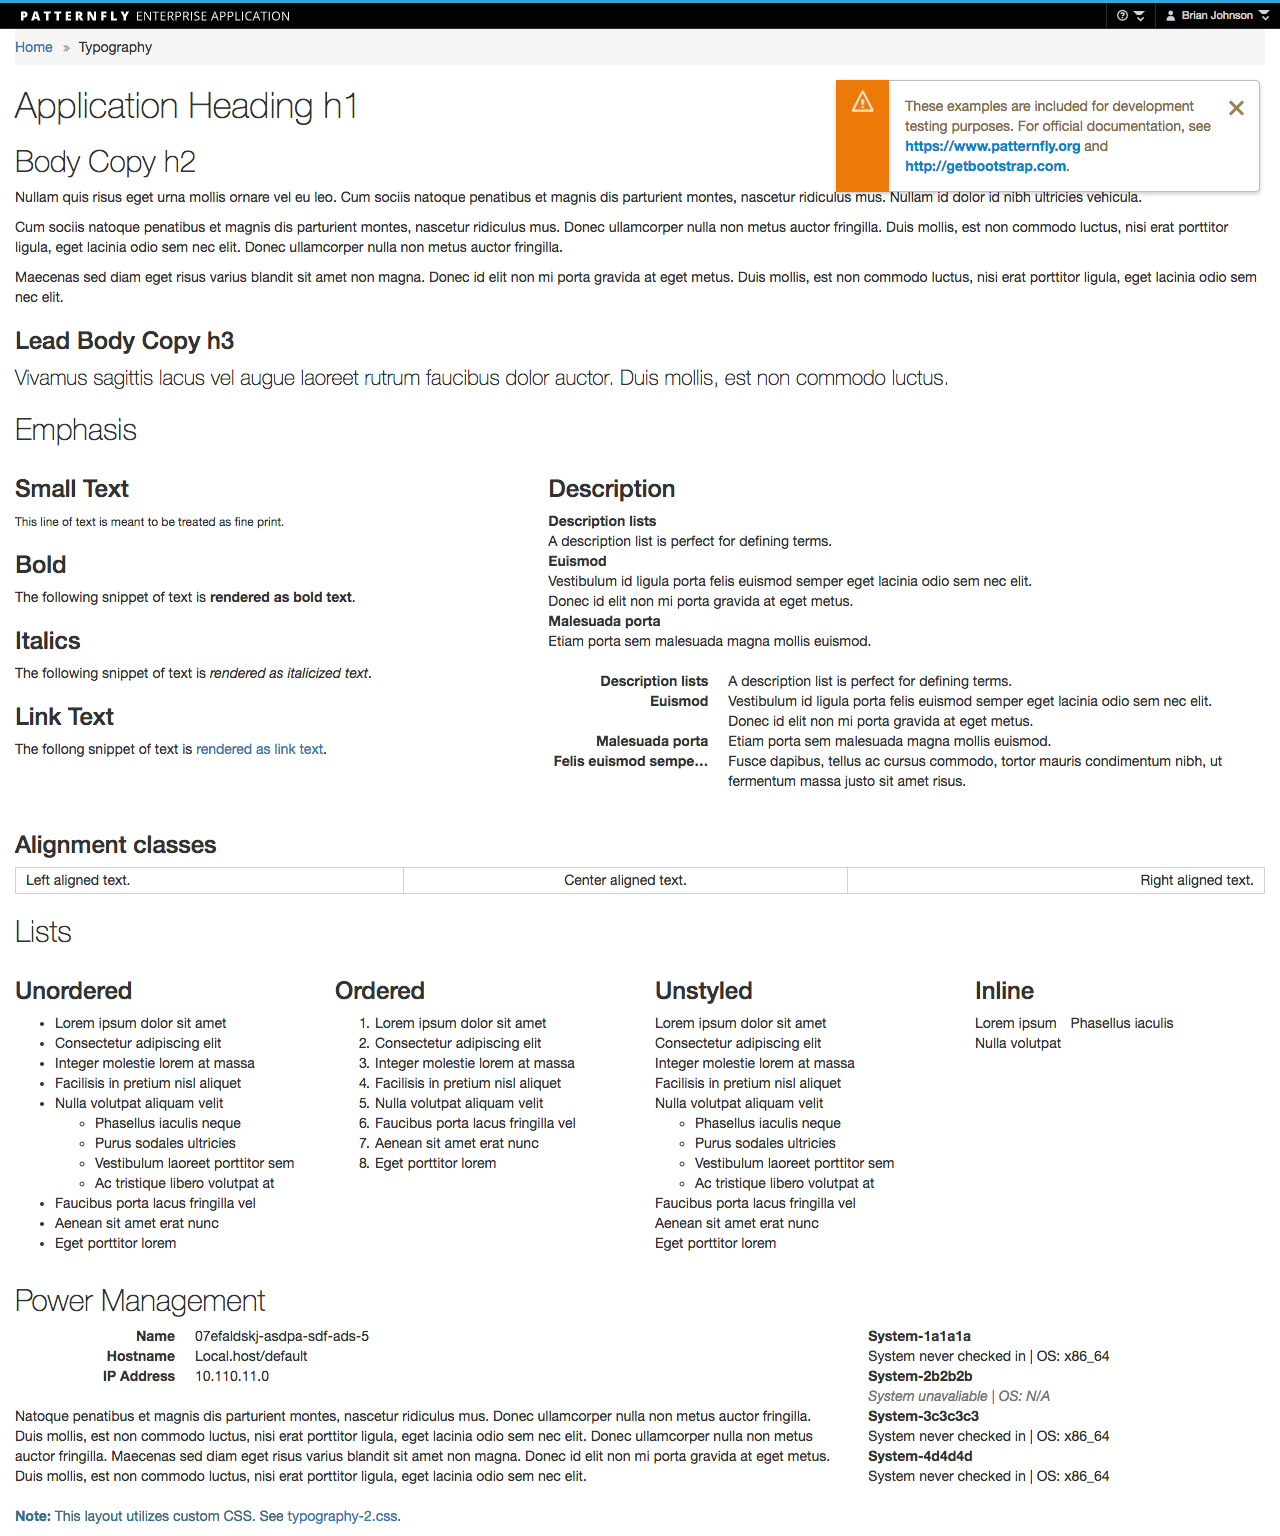 PATTERNFLY ENTERPRISE APPLICATION
Brian Johnson
Home » Typography
Application Heading h1
These examples are included for development
testing purposes. For official documentation, see
https://www.patternfly.org and
http://getbootstrap.com.
Body Copy h2
Nullam quis risus eget urna mollis ornare vel eu leo. Cum sociis natoque penatibus et magnis dis parturient montes, nascetur ridiculus mus. Nullam id dolor id nibh ultricies vehicula.
Cum sociis natoque penatibus et magnis dis parturient montes, nascetur ridiculus mus. Donec ullamcorper nulla non metus auctor fringilla. Duis mollis, est non commodo luctus, nisi erat porttitor
ligula, eget lacinia odio sem nec elit. Donec ullamcorper nulla non metus auctor fringilla.
Maecenas sed diam eget risus varius blandit sit amet non magna. Donec id elit non mi porta gravida at eget metus. Duis mollis, est non commodo luctus, nisi erat porttitor ligula, eget lacinia odio sem
nec elit.
Lead Body Copy h3
Vivamus sagittis lacus vel augue laoreet rutrum faucibus dolor auctor. Duis mollis, est non commodo luctus.
Emphasis
Small Text
This line of text is meant to be treated as fine print.
Bold
The following snippet of text is rendered as bold text.
Italics
The following snippet of text is rendered as italicized text.
Link Text
The follong snippet of text is rendered as link text.
Description
Description lists
A description list is perfect for defining terms.
Euismod
Vestibulum id ligula porta felis euismod semper eget lacinia odio sem nec elit.
Donec id elit non mi porta gravida at eget metus.
Malesuada porta
Etiam porta sem malesuada magna mollis euismod.
Description lists A description list is perfect for defining terms.
Euismod Vestibulum id ligula porta felis euismod semper eget lacinia odio sem nec elit.
Donec id elit non mi porta gravida at eget metus.
Malesuada porta Etiam porta sem malesuada magna mollis euismod.
Felis euismod sempe... Fusce dapibus, tellus ac cursus commodo, tortor mauris condimentum nibh, ut
fermentum massa justo sit amet risus.
Alignment classes
Left aligned text. Center aligned text. Right aligned text.
Lists
Unordered
• Lorem ipsum dolor sit amet
• Consectetur adipiscing elit
• Integer molestie lorem at massa
• Facilisis in pretium nisl aliquet
• Nulla volutpat aliquam velit
◦ Phasellus iaculis neque
◦ Purus sodales ultricies
◦ Vestibulum laoreet porttitor sem
◦ Ac tristique libero volutpat at
• Faucibus porta lacus fringilla vel
• Aenean sit amet erat nunc
• Eget porttitor lorem
Ordered
1. Lorem ipsum dolor sit amet
2. Consectetur adipiscing elit
3. Integer molestie lorem at massa
4. Facilisis in pretium nisl aliquet
5. Nulla volutpat aliquam velit
6. Faucibus porta lacus fringilla vel
7. Aenean sit amet erat nunc
8. Eget porttitor lorem
Unstyled
Lorem ipsum dolor sit amet
Consectetur adipiscing elit
Integer molestie lorem at massa
Facilisis in pretium nisl aliquet
Nulla volutpat aliquam velit
◦ Phasellus iaculis neque
◦ Purus sodales ultricies
◦ Vestibulum laoreet porttitor sem
◦ Ac tristique libero volutpat at
Faucibus porta lacus fringilla vel
Aenean sit amet erat nunc
Eget porttitor lorem
Inline
Lorem ipsum Phasellus iaculis
Nulla volutpat
Power Management
Name 07efaldskj-asdpa-sdf-ads-5
Hostname Local.host/default
IP Address 10.110.11.0
Natoque penatibus et magnis dis parturient montes, nascetur ridiculus mus. Donec ullamcorper nulla non metus auctor fringilla.
Duis mollis, est non commodo luctus, nisi erat porttitor ligula, eget lacinia odio sem nec elit. Donec ullamcorper nulla non metus
auctor fringilla. Maecenas sed diam eget risus varius blandit sit amet non magna. Donec id elit non mi porta gravida at eget metus.
Duis mollis, est non commodo luctus, nisi erat porttitor ligula, eget lacinia odio sem nec elit.
System-1a1a1a
System never checked in | OS: x86_64
System-2b2b2b
System unavaliable | OS: N/A
System-3c3c3c3
System never checked in | OS: x86_64
System-4d4d4d
System never checked in | OS: x86_64
Note: This layout utilizes custom CSS. See typography-2.css.